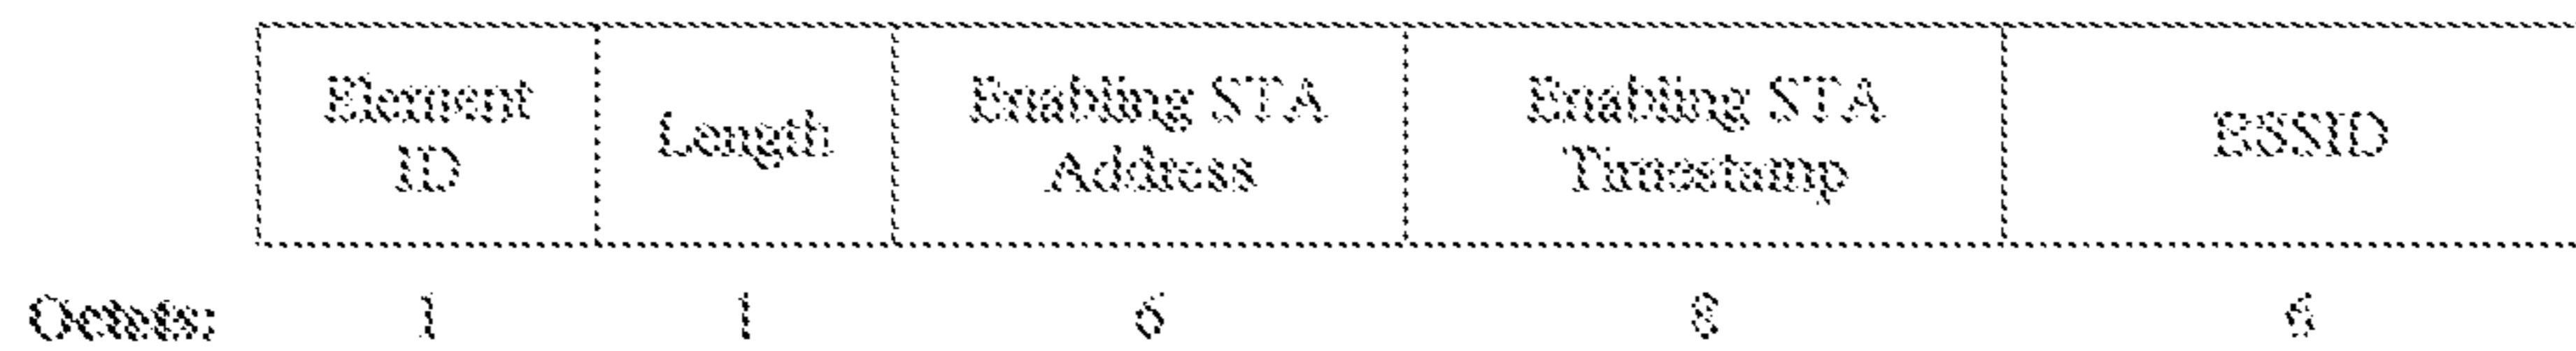 Element ID
Length
Enabling STA Address
Enabling STA Timestamp
BSSID
Octets: 1 1 6 8 6